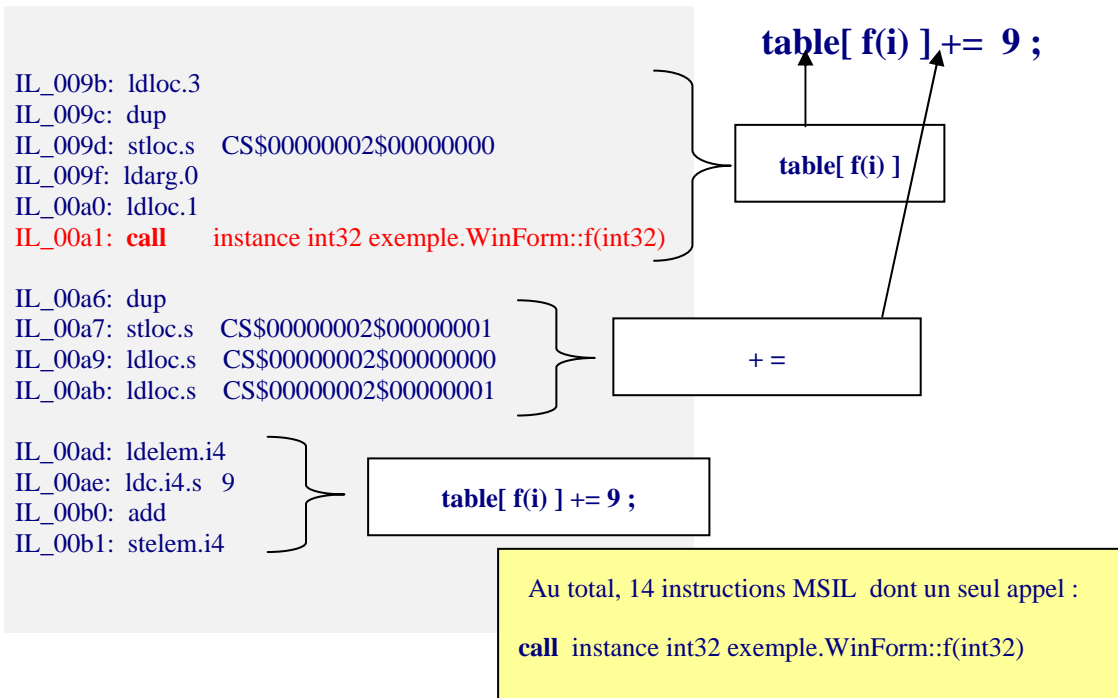 table[ f(i) ] += 9 ;
IL_009b: ldloc.3
IL_009c: dup
IL_009d: stloc.s CS$00000002$00000000
IL_009f: ldarg.0
IL_00a0: ldloc.1
IL_00a1: call instance int32 exemple.WinForm::f(int32)
table[ f(i) ]
IL_00a6: dup
IL_00a7: stloc.s CS$00000002$00000001
IL_00a9: ldloc.s CS$00000002$00000000
IL_00ab: ldloc.s CS$00000002$00000001
+ =
IL_00ad: ldelem.i4
IL_00ae: ldc.i4.s 9
IL_00b0: add
IL_00b1: stelem.i4
table[ f(i) ] += 9 ;
Au total, 14 instructions MSIL dont un seul appel :
call instance int32 exemple.WinForm::f(int32)